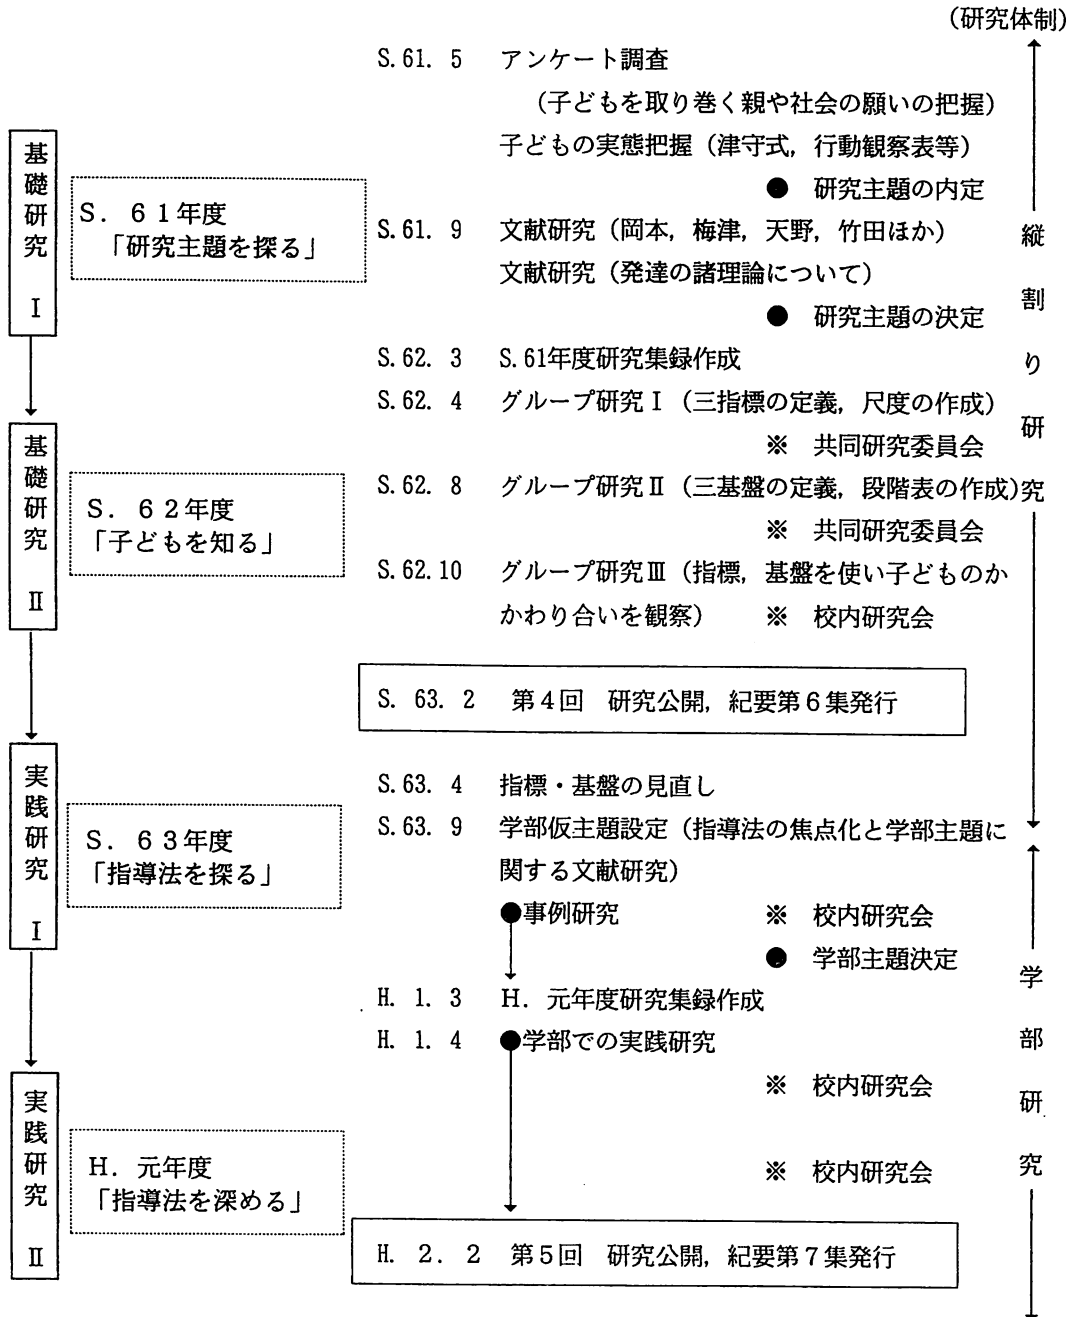 (研究体制)
S.61. 5 アンケート調査
(子どもを取り巻く親や社会の願いの把握)
子どもの実態把握(津守式,行動観察表等)
● 研究主題の内定
S.61. 9 文献研究(岡本,梅津,天野,竹田ほか)
文献研究(発達の諸理論について)
● 研究主題の決定
S.62. 3 S.61年度研究集録作成
S.62. 4 グループ研究Ⅰ(三指標の定義,尺度の作成)
※ 共同研究委員会
S.62. 8 グループ研究Ⅱ(三基盤の定義,段階表の作成)
※ 共同研究委員会
S.62.10 グループ研究Ⅲ(指標,基盤を使い子どものか
かわり合いを観察) ※ 校内研究会
S. 63. 2 第4回 研究公開,紀要第6集発行
S.63. 4 指標・基盤の見直し
S.63. 9 学部仮主題設定(指導法の焦点化と学部主題に
関する文献研究)
●事例研究 ※ 校内研究会
● 学部主題決定
H. 1. 3 H.元年度研究集録作成
H. 1. 4 ●学部での実践研究
※ 校内研究会
※ 校内研究会
H. 2. 2 第5回 研究公開,紀要第7集発行
基礎研究 Ⅰ
S.61年度
「研究主題を探る」
基礎研究 Ⅱ
S.62年度
「子どもを知る」
実践研究 Ⅰ
S.63年度
「指導法を探る」
実践研究 Ⅱ
H.元年度
「指導法を深める」
縦割り研究
学部研究